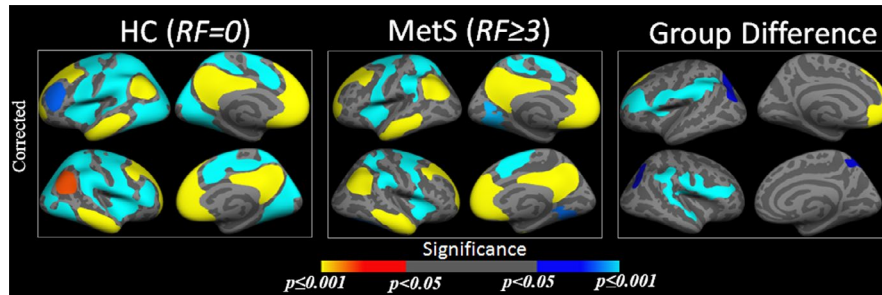 HC (RF=0) MetS (RF≥3) Group Difference
Corrected
Significance
p≤0.001 p<0.05 p<0.05 p≤0.001